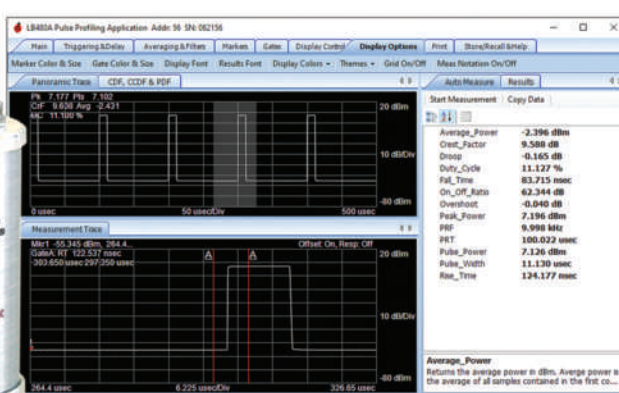 LB480A Pulse Profiling Application Addr: 56 SN: 062156
Main Triggering &Delay Averaging &Filters Markers Gates Display Control Display Options Print Store/Recall &Help
Marker Color & Size Gate Color & Size Display Font Results Font Display Colors Themes Grid On/Off Meas Notation On/Off
Panoramic Trace CDF, CCDF & PDF
Pk 7.177 Pls 7.102
CrF 9.608 Avg -2.431
DC 11.100 %
20 dBm
10 dB/Div
-80 dBm
0 usec 50 usec/Div 500 usec
Measurement Trace
Mkr1 -55.345 dBm, 264.4... Offset: On, Resp: Off
GateA: RT 122.537 nsec
-303.650 usec 297.350 usec
A A
20 dBm
10 dB/Div
-80 dBm
264.4 usec 6.225 usec/Div 326.65 usec
Auto Measure Results
Start Measurement Copy Data
Average_Power -2.396 dBm
Crest_Factor 9.588 dB
Droop -0.165 dB
Duty_Cycle 11.127 %
Fall_Time 83.715 nsec
On_Off_Ratio 62.344 dB
Overshoot -0.040 dB
Peak_Power 7.196 dBm
PRF 9.998 kHz
PRT 100.022 usec
Pulse_Power 7.126 dBm
Pulse_Width 11.130 usec
Rise_Time 124.177 nsec
Average_Power
Returns the average power in dBm. Averge power is
the average of all samples contained in the first co...